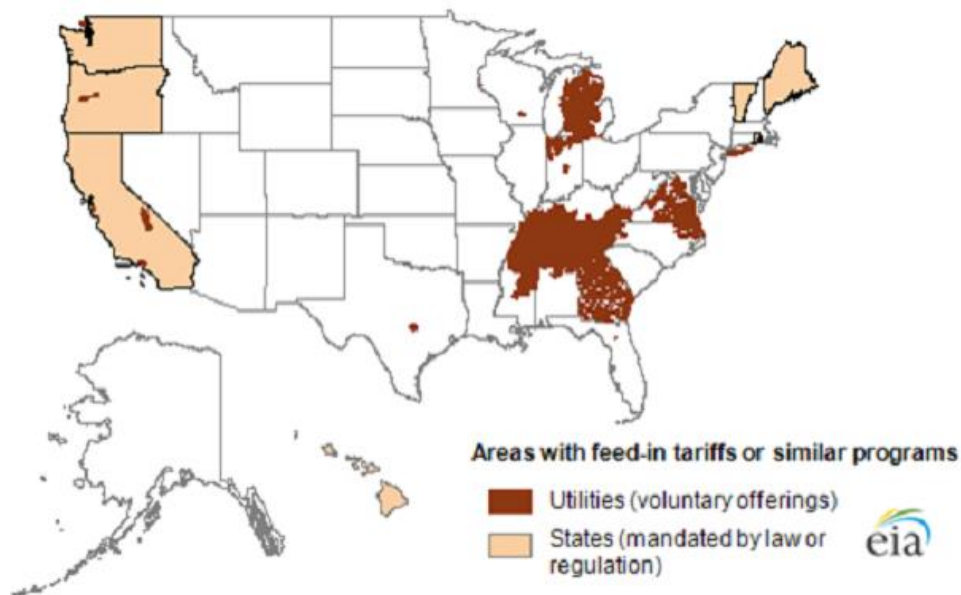 Areas with feed-in tariffs or similar programs
Utilities (voluntary offerings)
States (mandated by law or
regulation)
eia